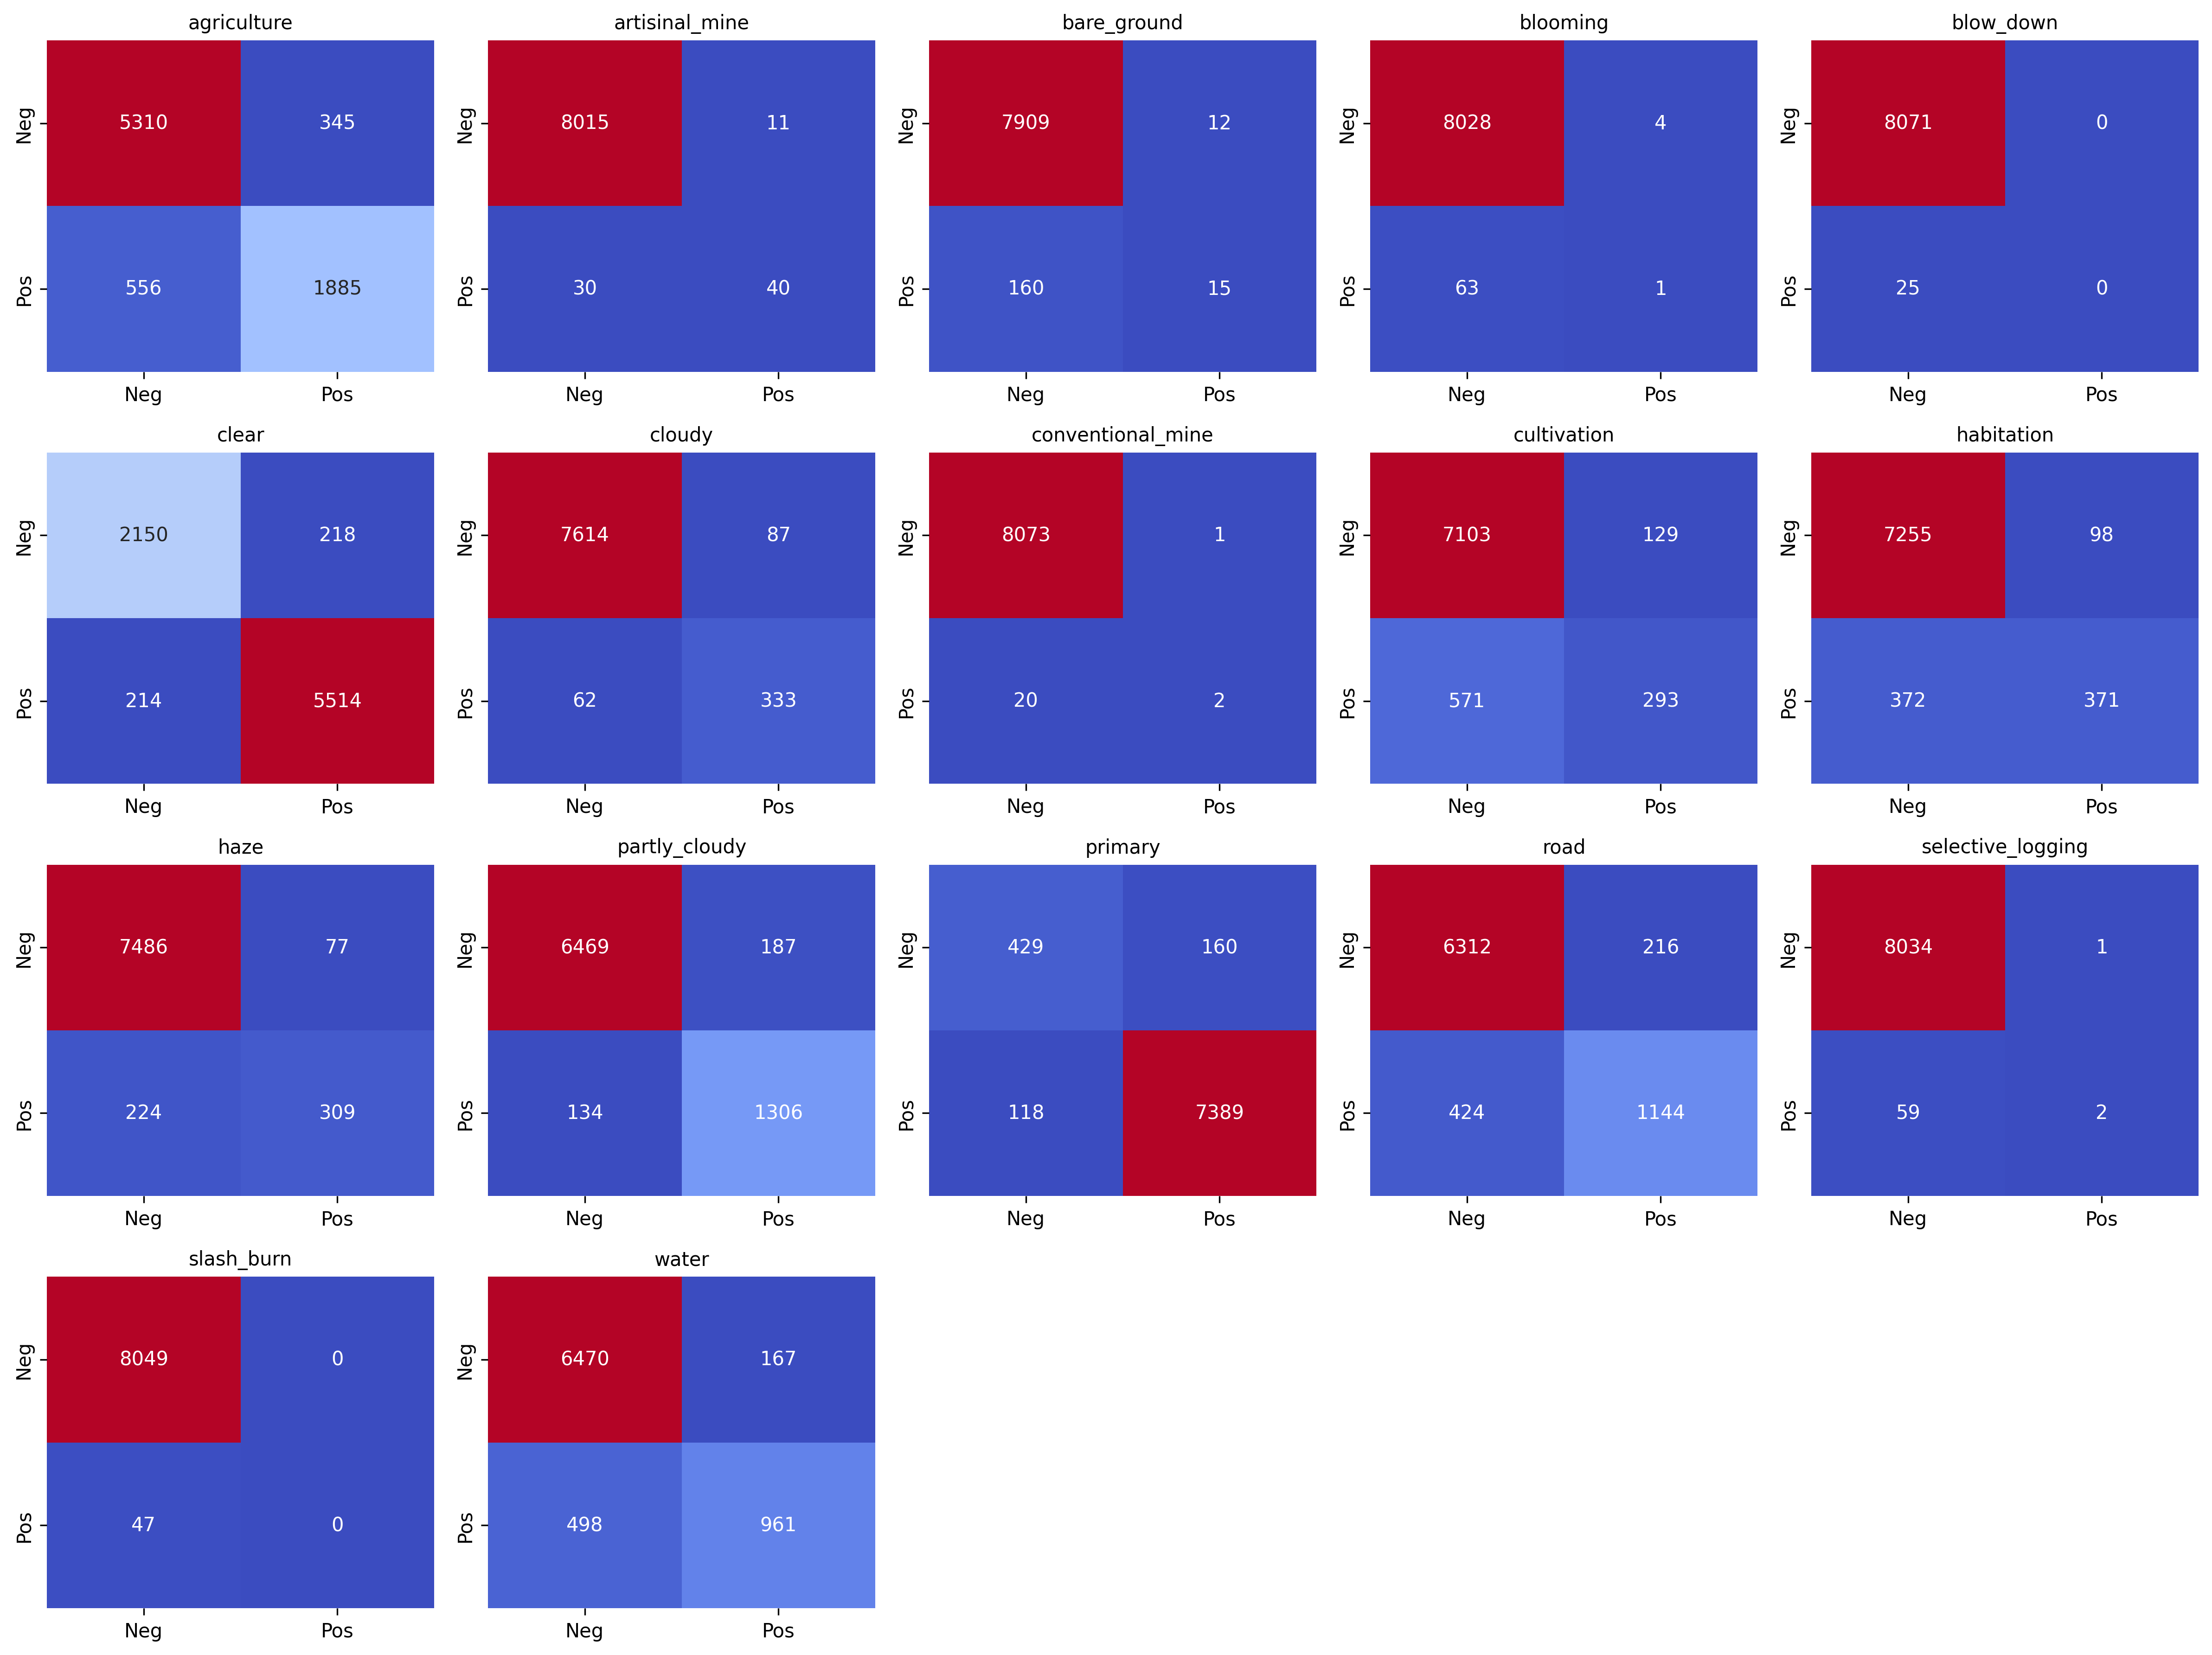 agriculture artisinal_mine bare_ground blooming blow_down
Neg 5310 345 Neg 8015 11 Neg 7909 12 Neg 8028 4 Neg 8071 0
Pos 556 1885 Pos 30 40 Pos 160 15 Pos 63 1 Pos 25 0
Neg Pos Neg Pos Neg Pos Neg Pos Neg Pos
clear cloudy conventional_mine cultivation habitation
Neg 2150 218 Neg 7614 87 Neg 8073 1 Neg 7103 129 Neg 7255 98
Pos 214 5514 Pos 62 333 Pos 20 2 Pos 571 293 Pos 372 371
Neg Pos Neg Pos Neg Pos Neg Pos Neg Pos
haze partly_cloudy primary road selective_logging
Neg 7486 77 Neg 6469 187 Neg 429 160 Neg 6312 216 Neg 8034 1
Pos 224 309 Pos 134 1306 Pos 118 7389 Pos 424 1144 Pos 59 2
Neg Pos Neg Pos Neg Pos Neg Pos Neg Pos
slash_burn water
Neg 8049 0 Neg 6470 167
Pos 47 0 Pos 498 961
Neg Pos Neg Pos